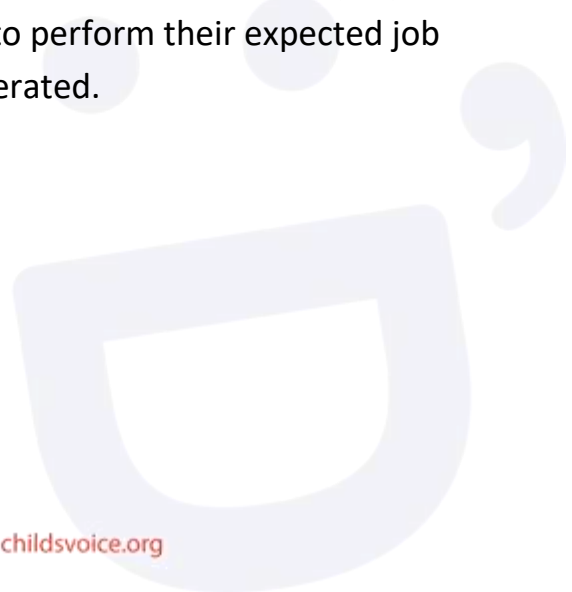 to perform their expected job
erated.
childsvoice.org